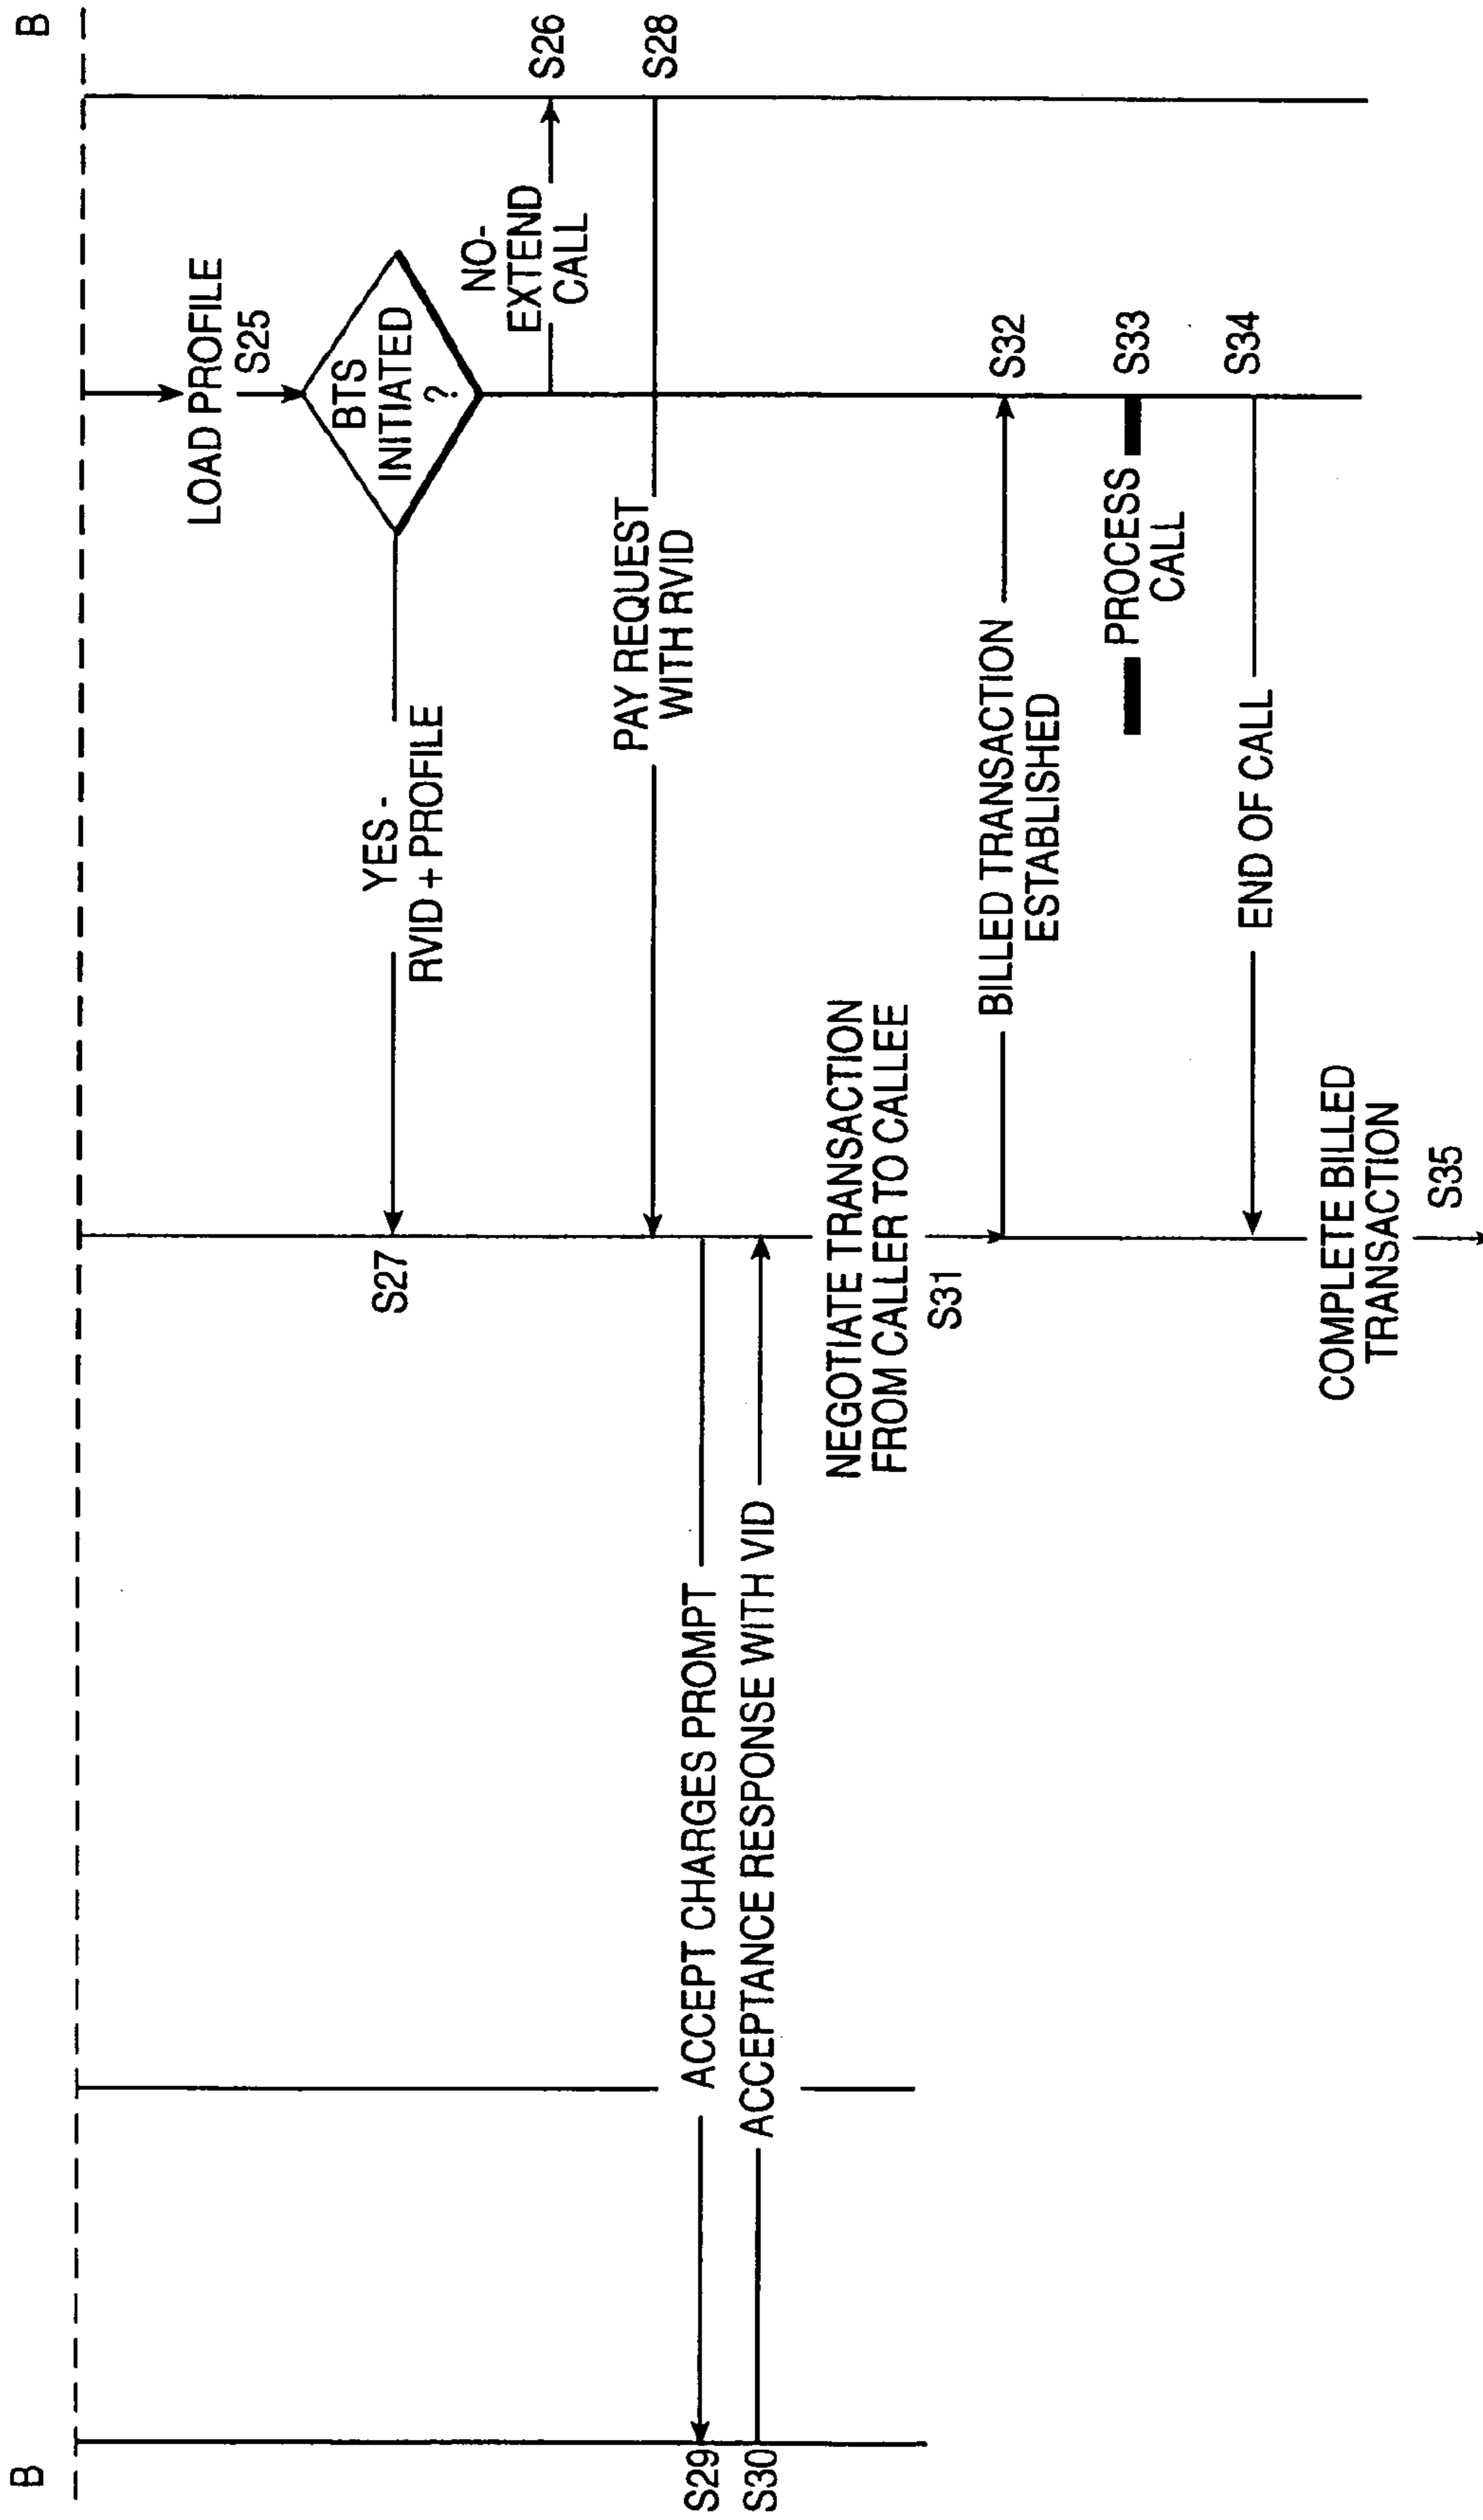 B
B
LOAD PROFILE
S25
BTS
INITIATED
?
YES -
RVID + PROFILE
S27
NO-
EXTEND
CALL
S26
PAY REQUEST
WITH RVID
S28
ACCEPT CHARGES PROMPT
S29
ACCEPTANCE RESPONSE WITH VID
S30
NEGOTIATE TRANSACTION
FROM CALLER TO CALLEE
S31
BILLED TRANSACTION
ESTABLISHED
S32
PROCESS
CALL
S33
END OF CALL
S34
COMPLETE BILLED
TRANSACTION
S35